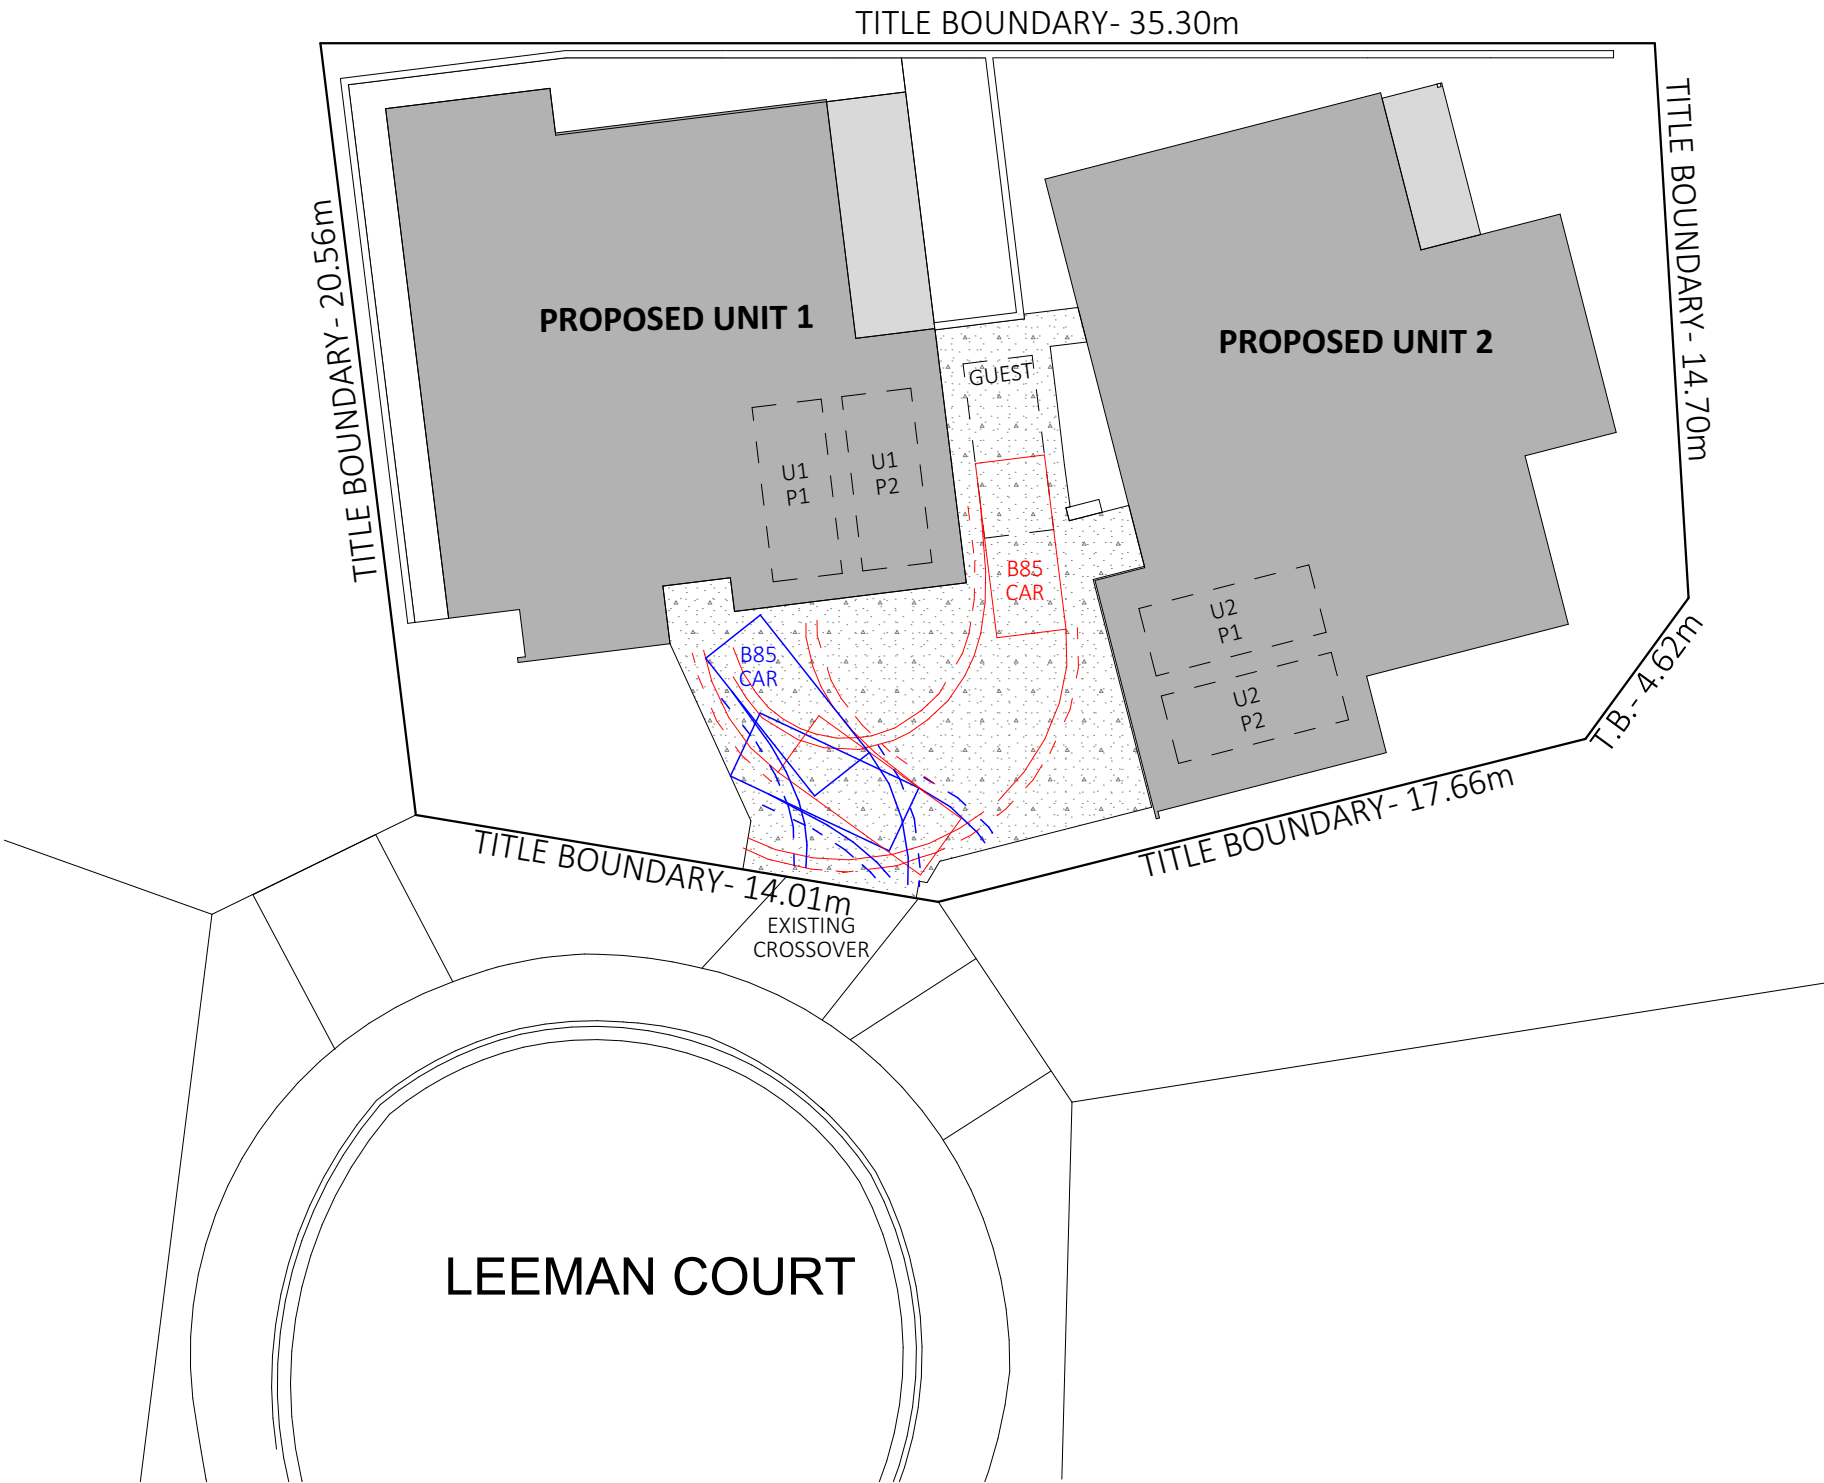 TITLE BOUNDARY- 35.30m
TITLE BOUNDARY- 20.56m
TITLE BOUNDARY- 14.70m
PROPOSED UNIT 1
PROPOSED UNIT 2
GUEST
U1
P1
U1
P2
B85
CAR
U2
P1
U2
P2
B85
CAR
T.B.- 4.62m
TITLE BOUNDARY- 17.66m
TITLE BOUNDARY- 14.01m
EXISTING
CROSSOVER
LEEMAN COURT